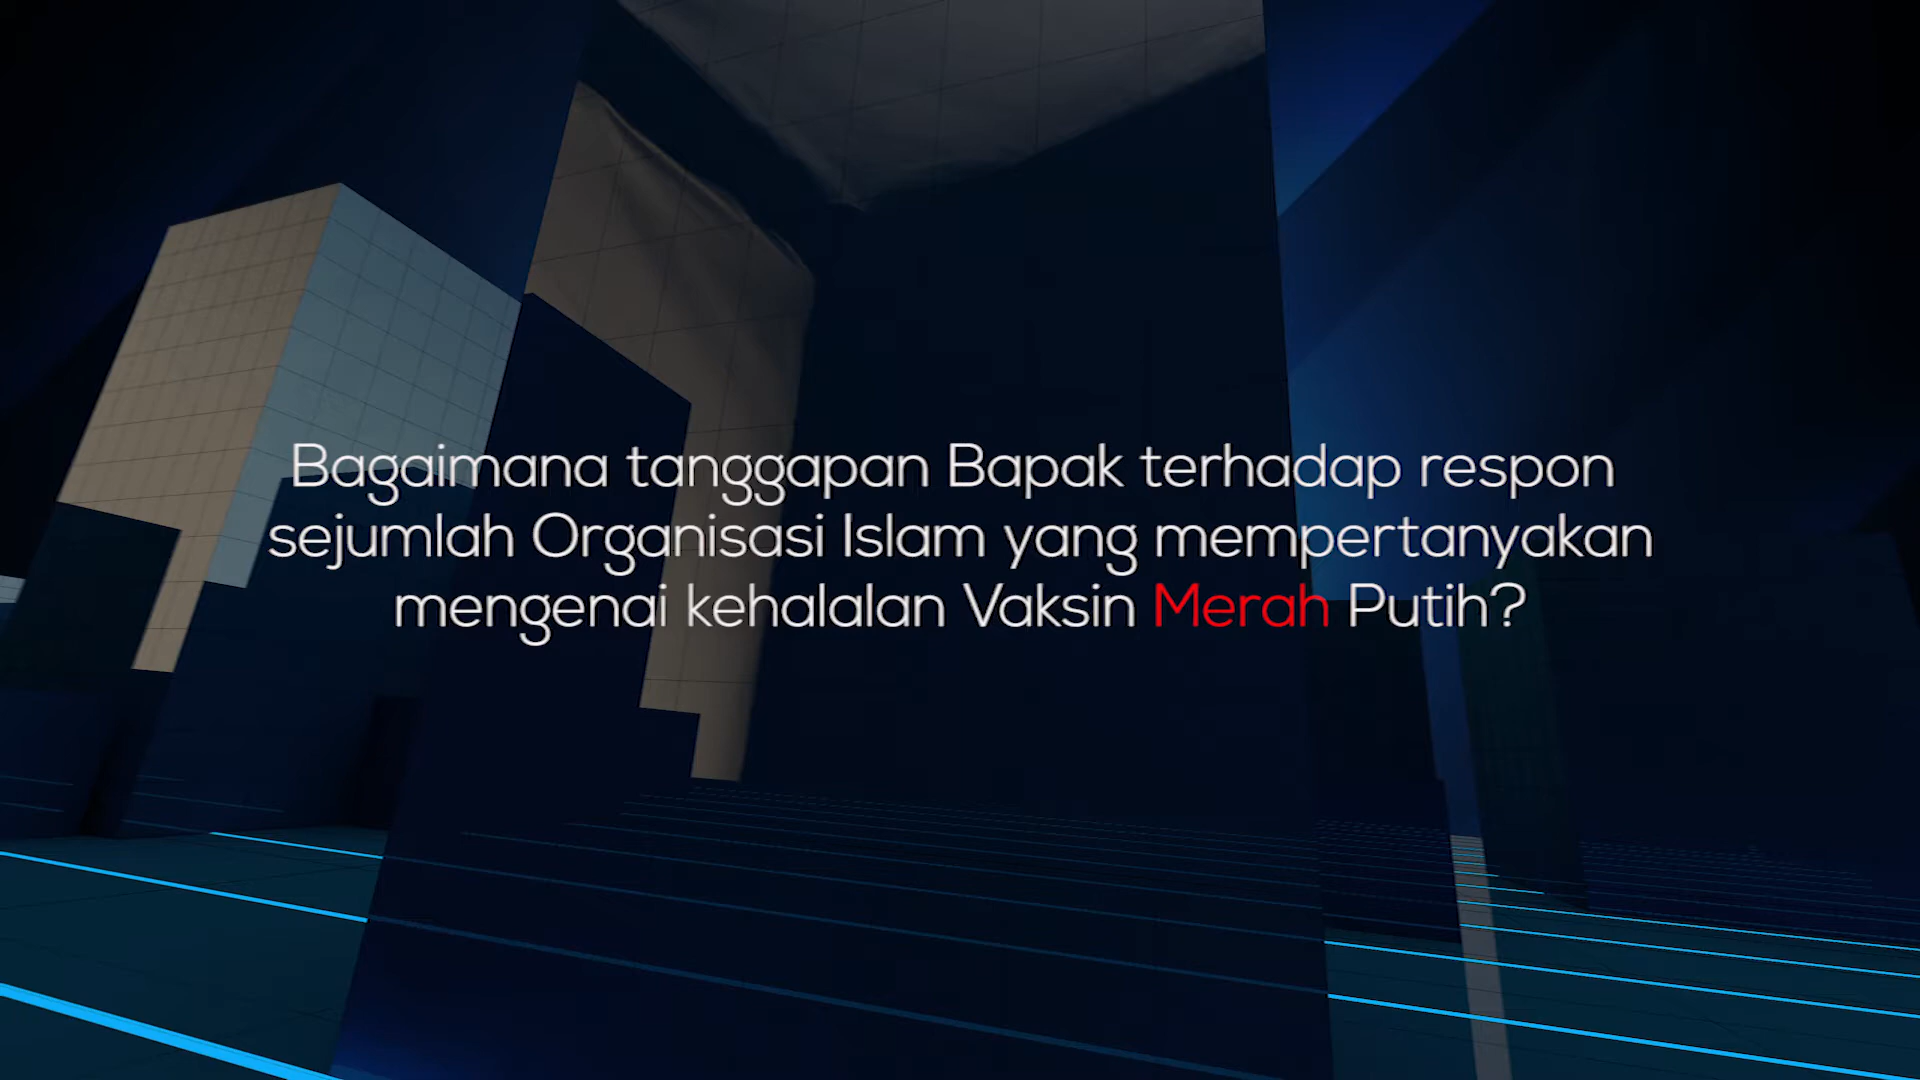 Bagaimana tanggapan Bapak terhadap respon
sejumlah Organisasi Islam yang mempertanyakan
mengenai kehalalan Vaksin Merah Putih?